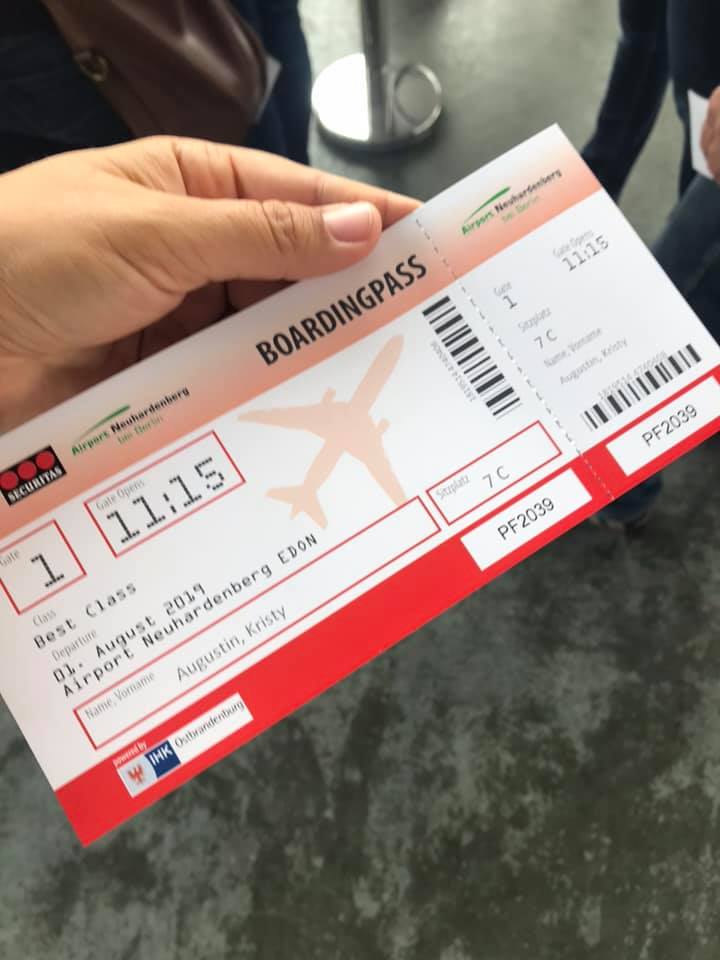 BOARDINGPASS
SECURITAS
Airport Neuhardenberg
bei Berlin
Gate
1
Gate Opens
11:15
Class
Best Class
Departure
01. August 2019
Airport Neuhardenberg EDON
Name, Vorname
Augustin, Kristy
Sitzplatz
7 C
PF2039
powered by
IHK Ostbrandenburg
Airport Neuhardenberg
bei Berlin
Gate
1
Gate Opens
11:15
Sitzplatz
7 C
Name, Vorname
Augustin, Kristy
PF2039